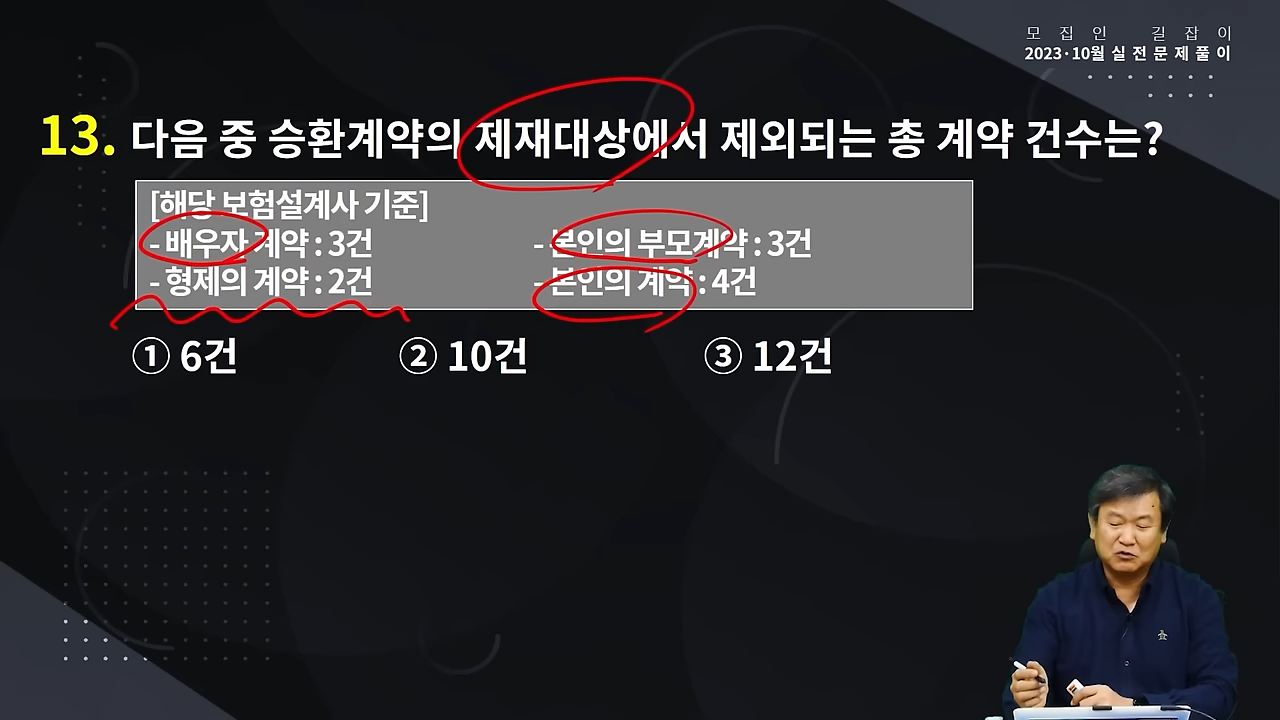 모집인 길잡이
2023·10월 실전문제풀이
13. 다음 중 승환계약의 제재대상에서 제외되는 총 계약 건수는?
[해당 보험설계사 기준]
- 배우자 계약 : 3건 - 본인의 부모계약 : 3건
- 형제의 계약 : 2건 - 본인의 계약 : 4건
① 6건 ② 10건 ③ 12건